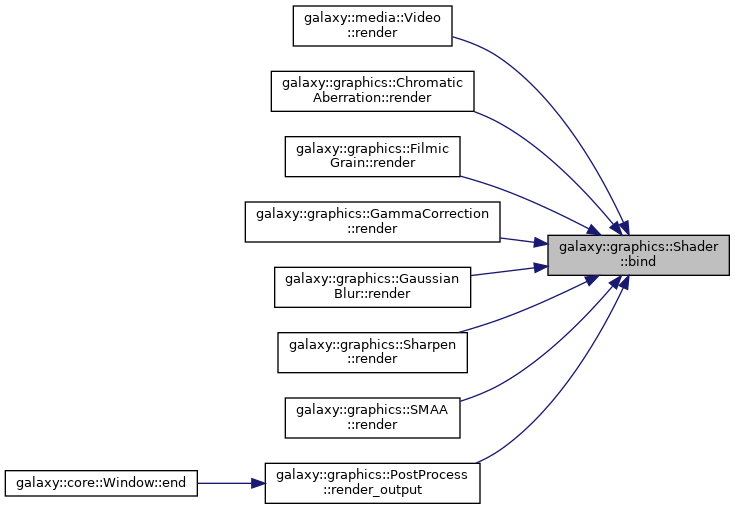 galaxy::media::Video
::render
galaxy::graphics::Chromatic
Aberration::render
galaxy::graphics::Filmic
Grain::render
galaxy::graphics::GammaCorrection
::render
galaxy::graphics::Shader
::bind
galaxy::graphics::Gaussian
Blur::render
galaxy::graphics::Sharpen
::render
galaxy::graphics::SMAA
::render
galaxy::core::Window::end
galaxy::graphics::PostProcess
::render_output